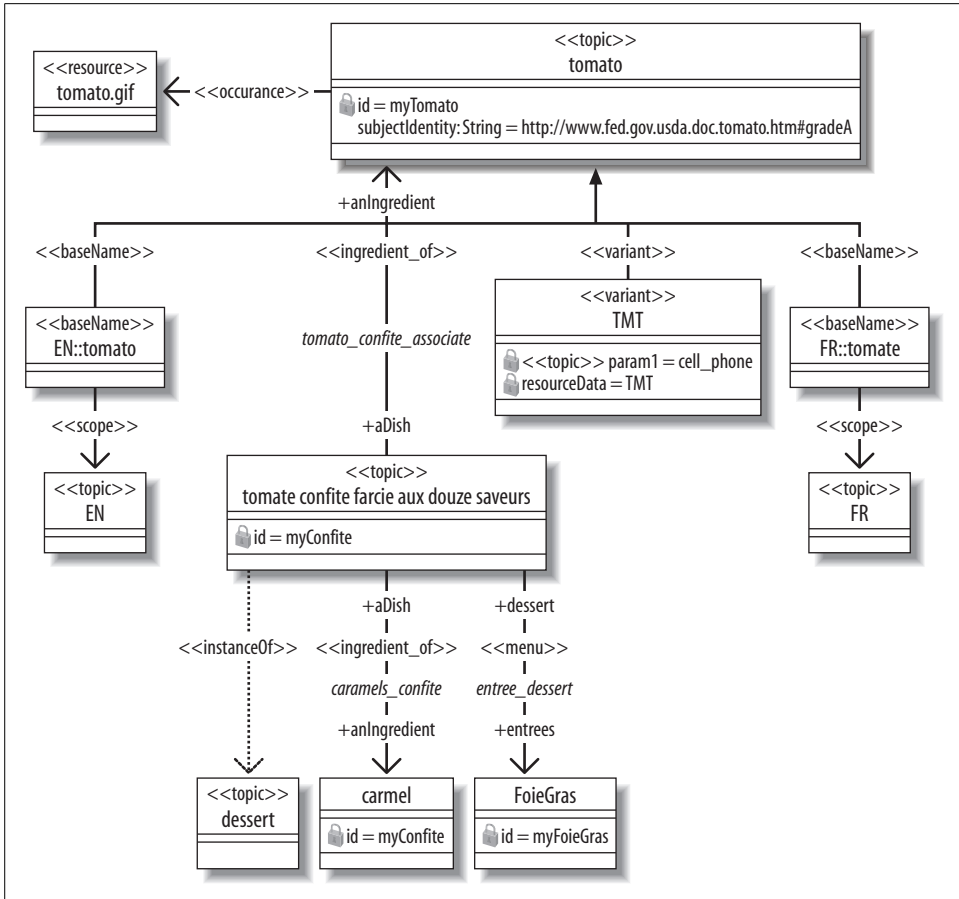 <<topic>>
tomato
id = myTomato
subjectIdentity: String = http://www.fed.gov.usda.doc.tomato.htm#gradeA
<<resource>>
tomato.gif
<<occurance>>
+anIngredient
<<baseName>>
<<ingredient_of>>
<<variant>>
<<baseName>>
<<baseName>>
EN::tomato
tomato_confite_associate
<<variant>>
TMT
<<topic>> param1 = cell_phone
resourceData = TMT
<<baseName>>
FR::tomate
<<scope>>
+aDish
<<scope>>
<<topic>>
EN
<<topic>>
tomate confite farcie aux douze saveurs
id = myConfite
<<topic>>
FR
+aDish
+dessert
<<instanceOf>>
<<ingredient_of>>
<<menu>>
caramels_confite
entree_dessert
+anIngredient
+entrees
<<topic>>
dessert
carmel
id = myConfite
FoieGras
id = myFoieGras